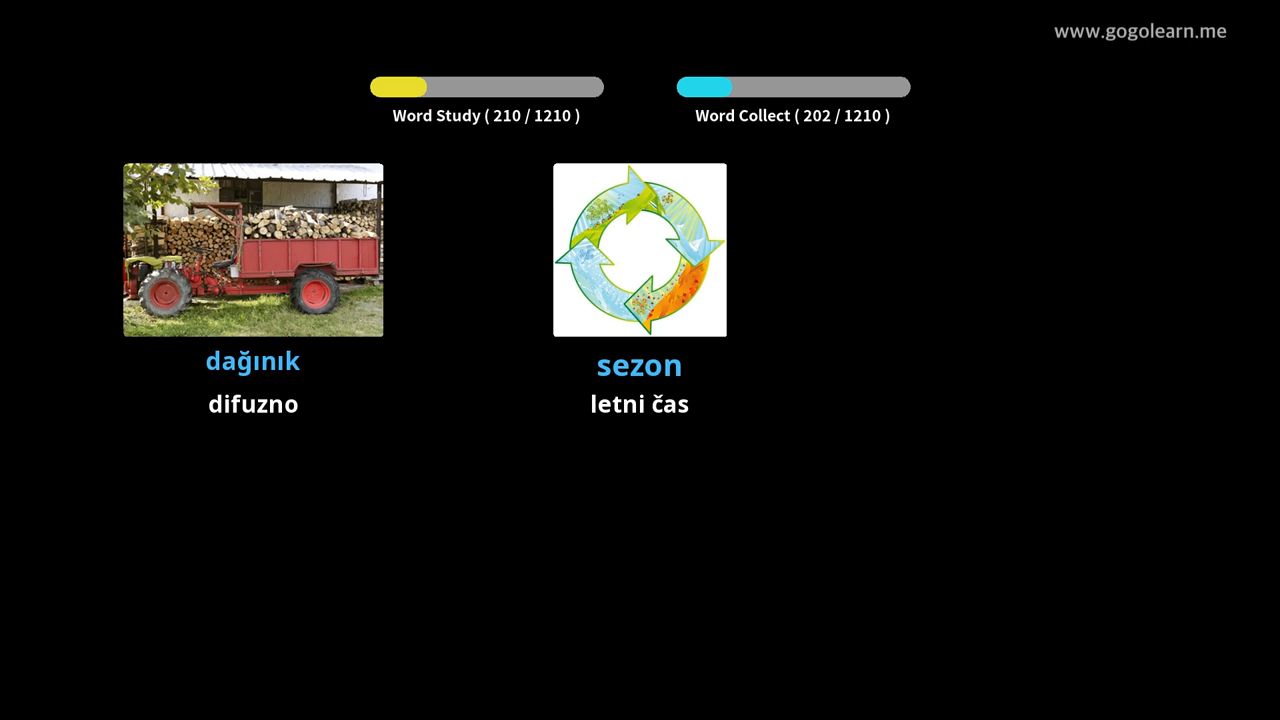 www.gogolearn.me
Word Study ( 210 / 1210 )
Word Collect ( 202 / 1210 )
dağınık
difuzno
sezon
letni čas